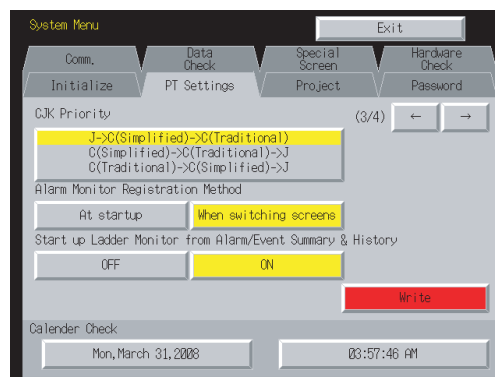 System Menu
Exit
Comm.
Data Check
Special Screen
Hardware Check
Initialize
PT Settings
Project
Password
CJK Priority
(3/4)
←
→
J->C(Simplified)->C(Traditional)
C(Simplified)->C(Traditional)->J
C(Traditional)->C(Simplified)->J
Alarm Monitor Registration Method
At startup
When switching screens
Start up Ladder Monitor from Alarm/Event Summary & History
OFF
ON
Write
Calender Check
Mon,March 31,2008
03:57:46 AM